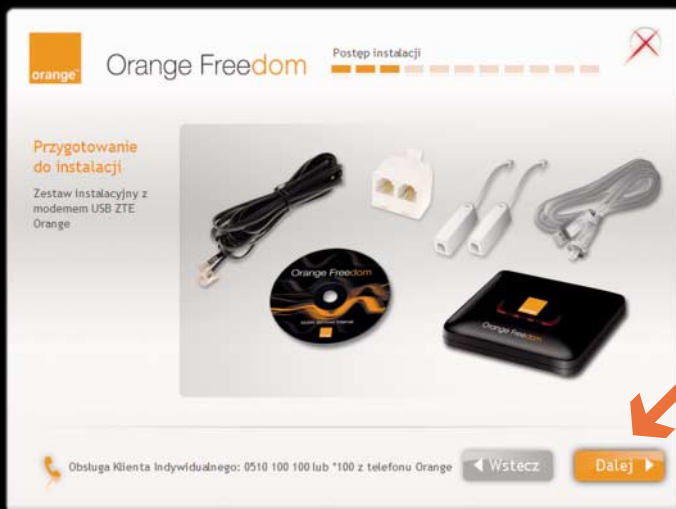 orange™
Orange Freedom
Postęp instalacji
Przygotowanie
do instalacji
Zestaw instalacyjny z
modemem USB ZTE
Orange
Orange Freedom
Orange Freedom
Obsługa Klienta Indywidualnego: 0510 100 100 lub *100 z telefonu Orange
Wstecz
Dalej